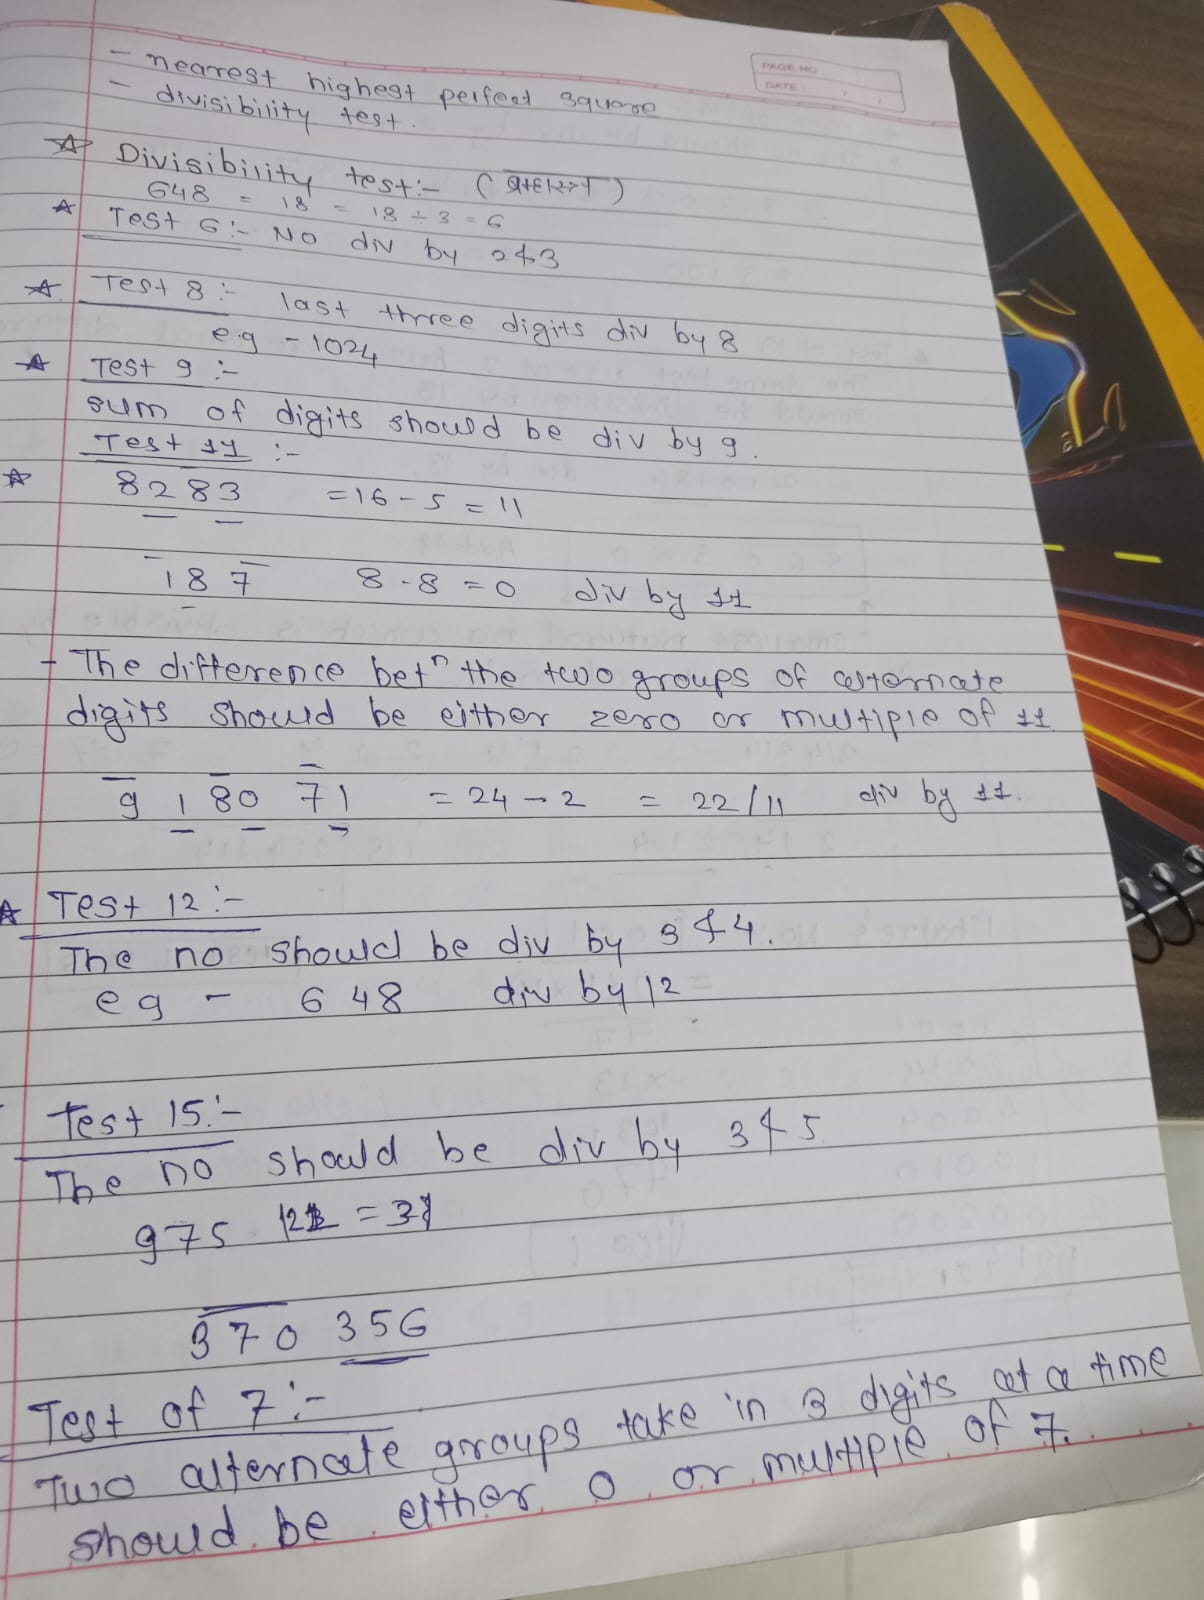 PAGE NO
DATE
- nearest highest perfect square
- divisibility test.
Divisibility test:- ( )
648 = 18 = 18 ÷ 3 = 6
Test 6 :- No div by 2 & 3
Test 8 :- last three digits div by 8
e.g - 1024
Test 9 :-
sum of digits should be div by 9.
Test 11 :-
8283 = 16 - 5 = 11
187 8 - 8 = 0 div by 11
- The difference betn the two groups of alternate
digits should be either zero or multiple of 11
9 1 80 71 = 24 - 2 = 22/11 div by 11.
Test 12 :-
The no should be div by 3 & 4.
eg - 648 div by 12
Test 15 :-
The no should be div by 3 & 5
975
370 356
Test of 7 :-
Two alternate groups take in 3 digits at a time
should be either 0 or multiple of 7.